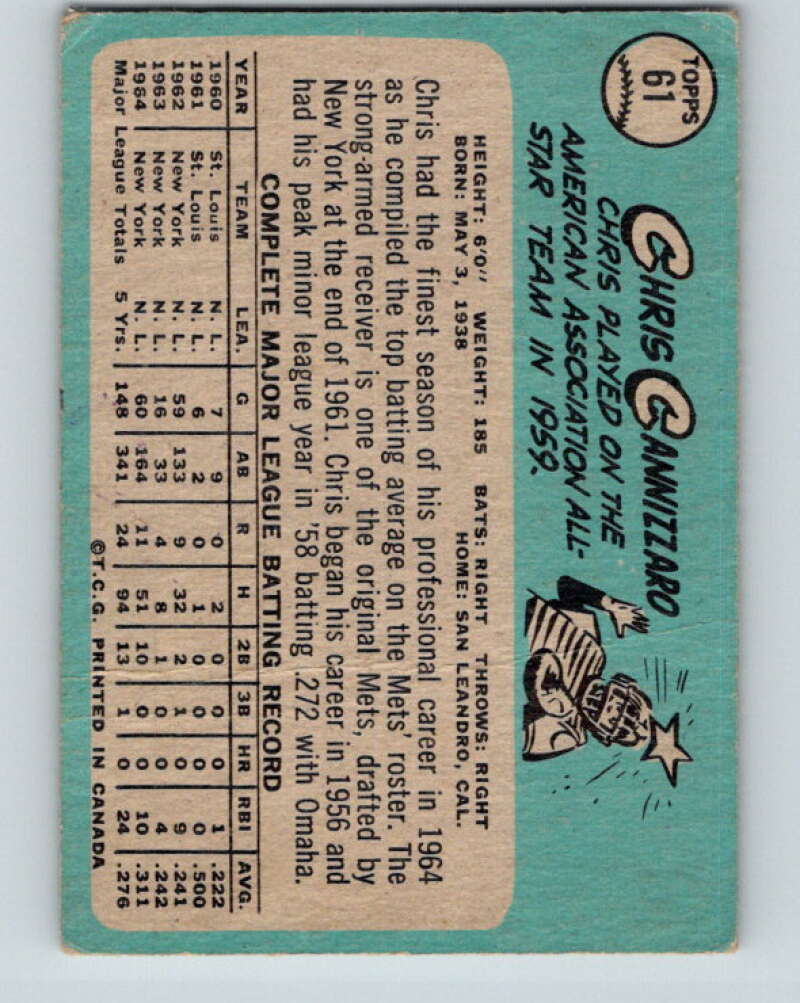 TOPPS
61
CHRIS CANNIZZARO
CHRIS PLAYED ON THE
AMERICAN ASSOCIATION ALL-
STAR TEAM IN 1959.
METS
HEIGHT: 6'0" WEIGHT: 185 BATS: RIGHT THROWS: RIGHT
BORN: MAY 3, 1938 HOME: SAN LEANDRO, CAL.
Chris had the finest season of his professional career in 1964
as he compiled the top batting average on the Mets' roster. The
strong-armed receiver is one of the original Mets, drafted by
New York at the end of 1961. Chris began his career in 1956 and
had his peak minor league year in '58 batting .272 with Omaha.
COMPLETE MAJOR LEAGUE BATTING RECORD
YEAR TEAM LEA. G AB R H 2B 3B HR RBI AVG.
1960 St. Louis N. L. 7 9 0 2 0 0 0 1 .222
1961 St. Louis N. L. 6 2 0 1 0 0 0 0 .500
1962 New York N. L. 59 133 9 32 2 1 0 9 .241
1963 New York N. L. 16 33 4 8 1 0 0 4 .242
1964 New York N. L. 60 164 11 51 10 0 0 10 .311
Major League Totals 5 Yrs. 148 341 24 94 13 1 0 24 .276
©T.C.G. PRINTED IN CANADA